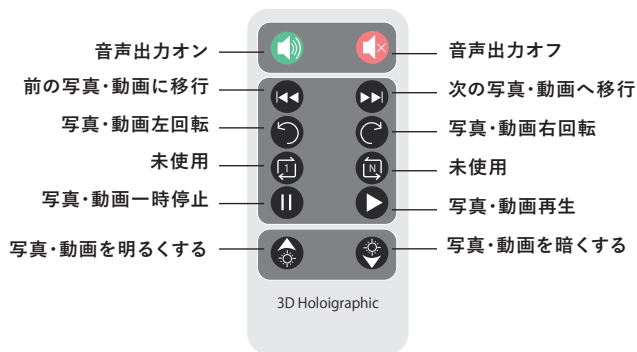 音声出力オン
音声出力オフ
前の写真・動画に移行
次の写真・動画へ移行
写真・動画左回転
写真・動画右回転
未使用
1
N
未使用
写真・動画一時停止
写真・動画再生
写真・動画を明るくする
写真・動画を暗くする
3D Holoigraphic